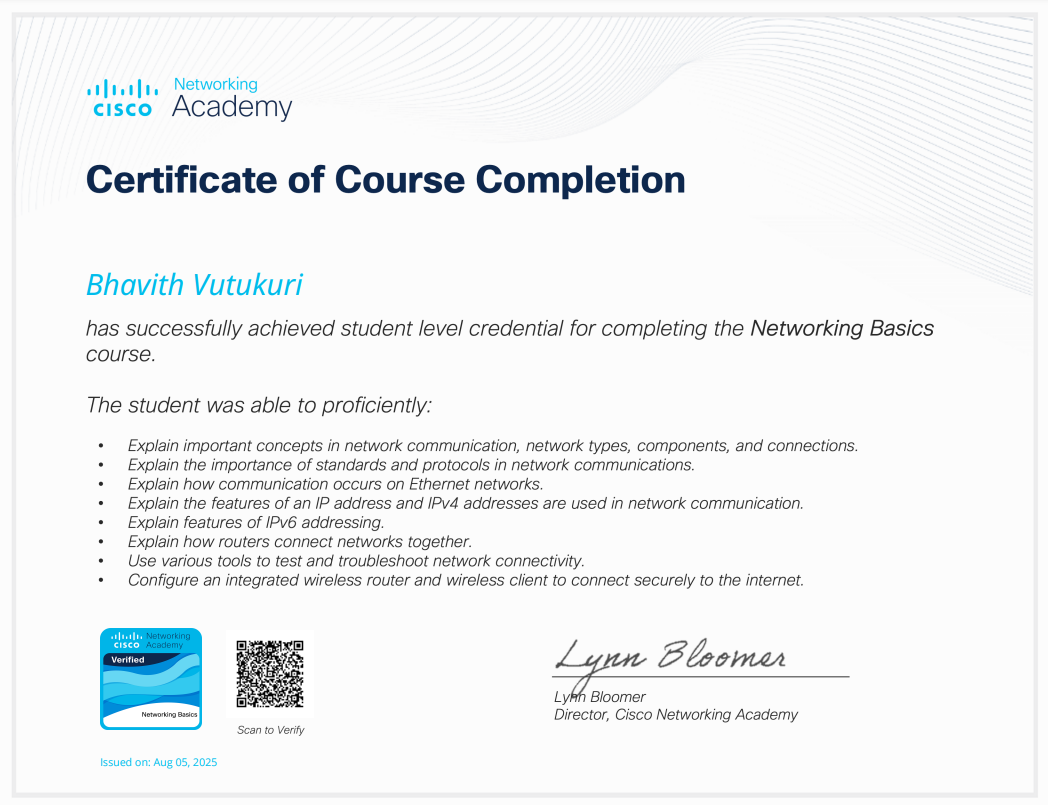 cisco
Networking
Academy
Certificate of Course Completion
Bhavith Vutukuri
has successfully achieved student level credential for completing the Networking Basics
course.
The student was able to proficiently:
• Explain important concepts in network communication, network types, components, and connections.
• Explain the importance of standards and protocols in network communications.
• Explain how communication occurs on Ethernet networks.
• Explain the features of an IP address and IPv4 addresses are used in network communication.
• Explain features of IPv6 addressing.
• Explain how routers connect networks together.
• Use various tools to test and troubleshoot network connectivity.
• Configure an integrated wireless router and wireless client to connect securely to the internet.
cisco
Networking
Academy
Verified
Networking Basics
Scan to Verify
Lynn Bloomer
Lynn Bloomer
Director, Cisco Networking Academy
Issued on: Aug 05, 2025